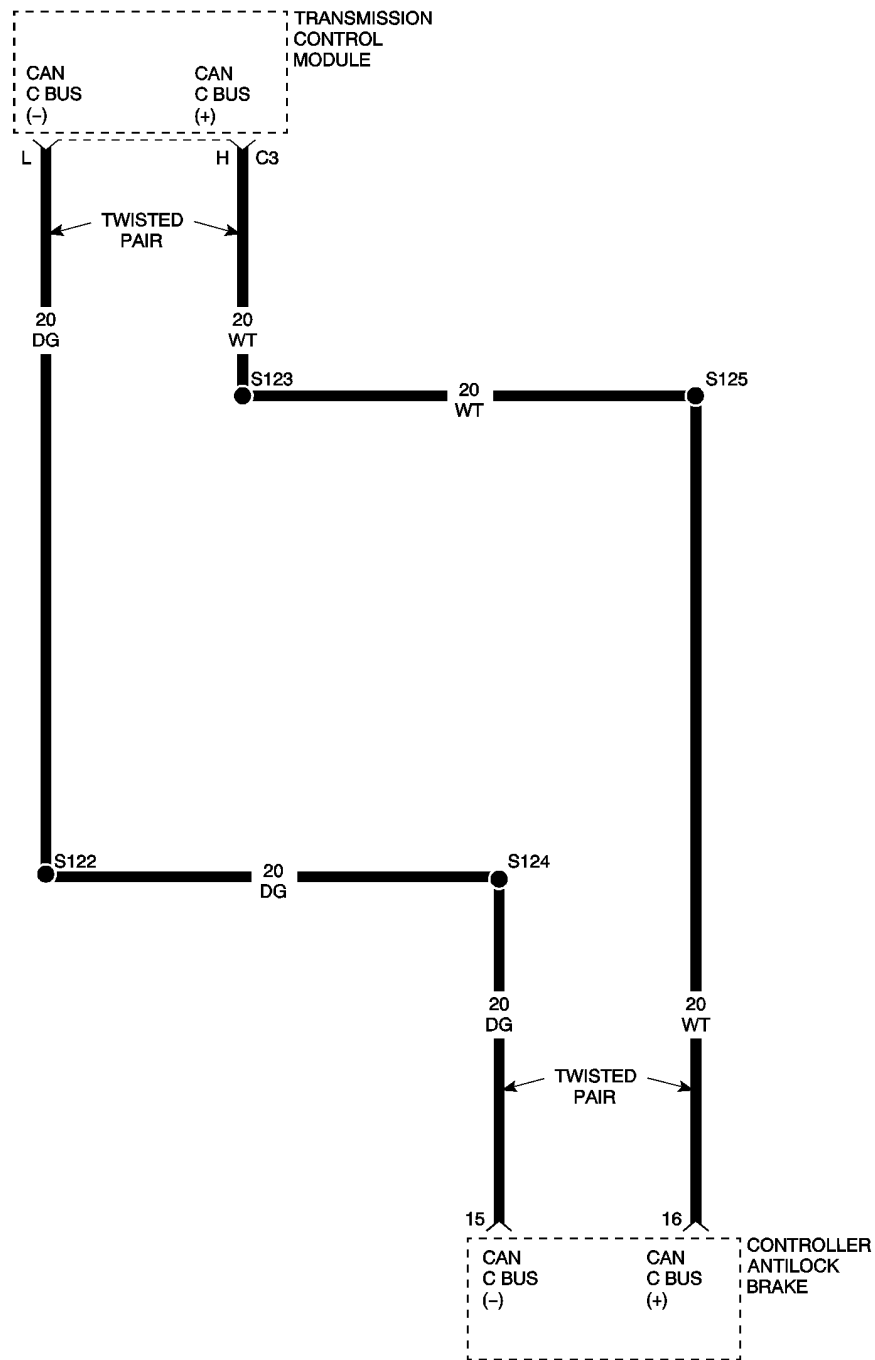 TRANSMISSION
CONTROL
MODULE
CAN
C BUS
(−)
CAN
C BUS
(+)
L
H
C3
TWISTED
PAIR
20
DG
20
WT
S123
20
WT
S125
S122
20
DG
S124
20
DG
20
WT
TWISTED
PAIR
15
16
CAN
C BUS
(−)
CAN
C BUS
(+)
CONTROLLER
ANTILOCK
BRAKE